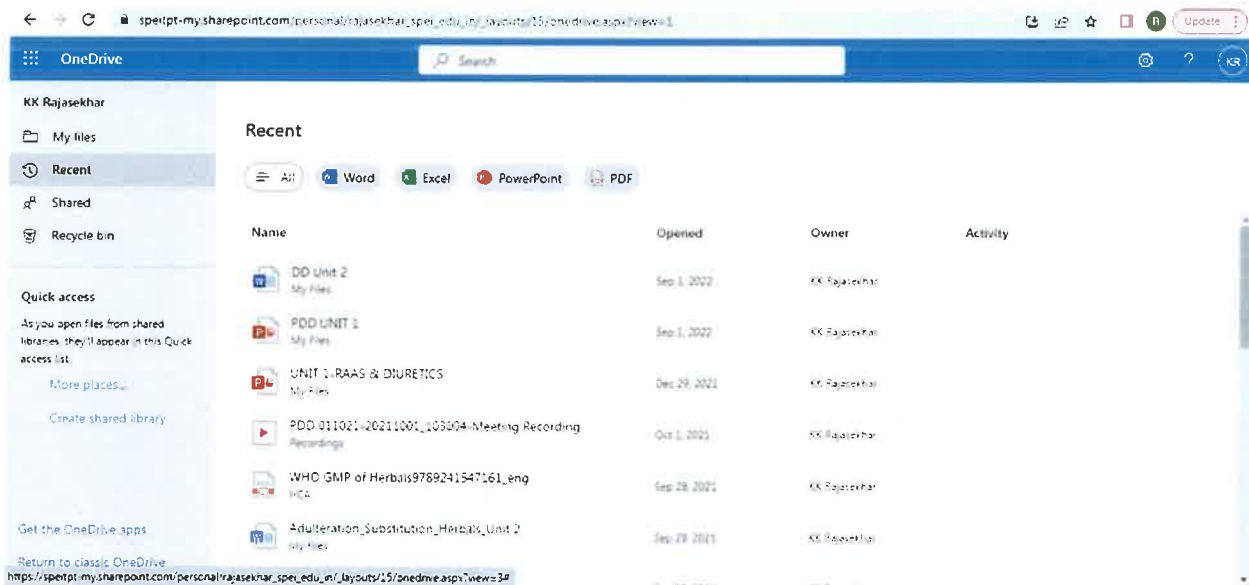 speitpt-my.sharepoint.com/personal/rajasekhar_spei_edu_in/_layouts/15/onedrive.aspx?view=1
R
Update
OneDrive
Search
?
KR
KK Rajasekhar
My files
Recent
Shared
Recycle bin
Quick access
As you open files from shared
libraries, they'll appear in this Quick
access list.
More places...
Create shared library
Get the OneDrive apps
Return to classic OneDrive
Recent
All
Word
Excel
PowerPoint
PDF
Name Opened Owner Activity
DD Unit 2 Sep 1, 2022 KK Rajasekhar
My Files
PDD UNIT 1 Sep 1, 2022 KK Rajasekhar
My Files
UNIT 1-RAAS & DIURETICS Dec 29, 2021 KK Rajasekhar
My Files
PDD 011021-20211001_103004-Meeting Recording Oct 1, 2021 KK Rajasekhar
Recordings
WHO GMP of Herbals9789241547161_eng Sep 28, 2021 KK Rajasekhar
Adulteration_Substitution_Herbals_Unit 2 Sep 28, 2021 KK Rajasekhar
My Files
https://speitpt-my.sharepoint.com/personal/rajasekhar_spei_edu_in/_layouts/15/onedrive.aspx?view=3#